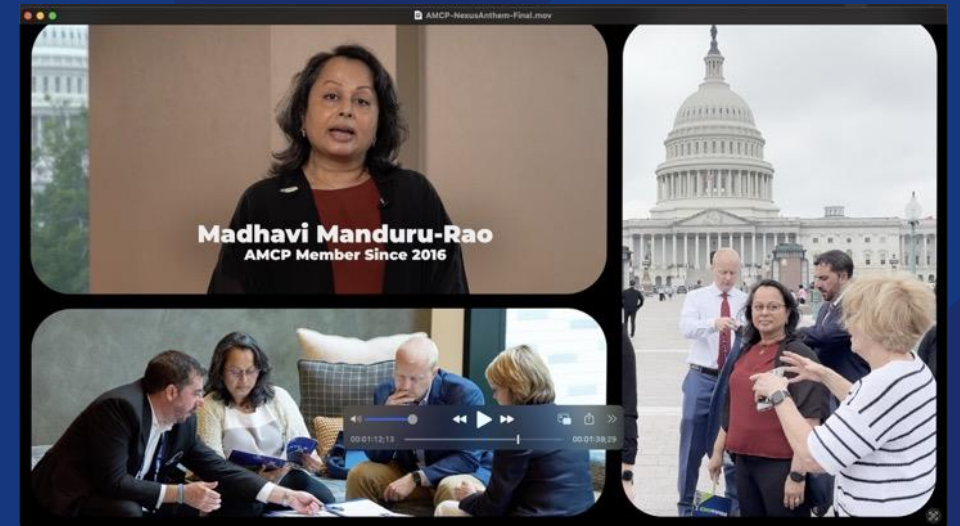 AMCP-NexusAnthem-Final.mov
Madhavi Manduru-Rao
AMCP Member Since 2016
00:01:12;13
00:01:38;29